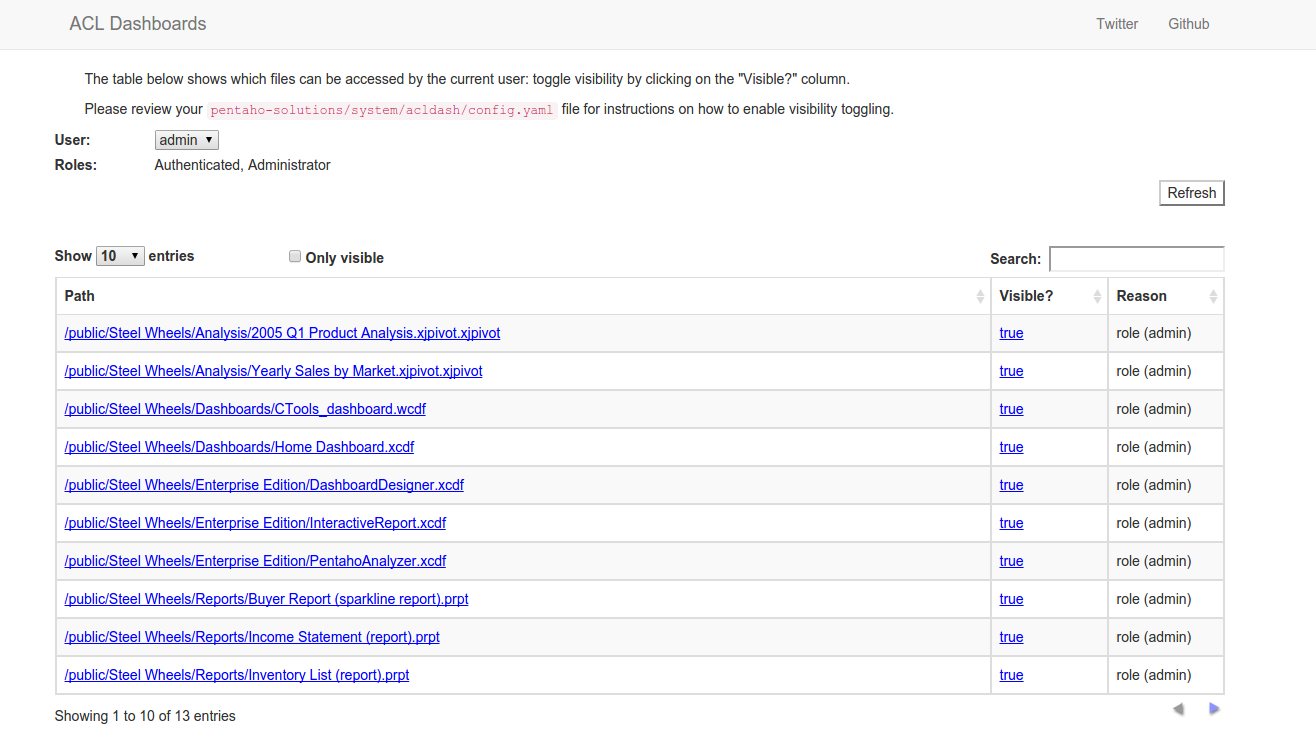 ACL Dashboards Twitter Github
The table below shows which files can be accessed by the current user: toggle visibility by clicking on the "Visible?" column.
Please review your pentaho-solutions/system/acldash/config.yaml file for instructions on how to enable visibility toggling.
User: admin
Roles: Authenticated, Administrator
Refresh
Show 10 entries Only visible Search:
Path Visible? Reason
/public/Steel Wheels/Analysis/2005 Q1 Product Analysis.xjpivot.xjpivot true role (admin)
/public/Steel Wheels/Analysis/Yearly Sales by Market.xjpivot.xjpivot true role (admin)
/public/Steel Wheels/Dashboards/CTools_dashboard.wcdf true role (admin)
/public/Steel Wheels/Dashboards/Home Dashboard.xcdf true role (admin)
/public/Steel Wheels/Enterprise Edition/DashboardDesigner.xcdf true role (admin)
/public/Steel Wheels/Enterprise Edition/InteractiveReport.xcdf true role (admin)
/public/Steel Wheels/Enterprise Edition/PentahoAnalyzer.xcdf true role (admin)
/public/Steel Wheels/Reports/Buyer Report (sparkline report).prpt true role (admin)
/public/Steel Wheels/Reports/Income Statement (report).prpt true role (admin)
/public/Steel Wheels/Reports/Inventory List (report).prpt true role (admin)
Showing 1 to 10 of 13 entries